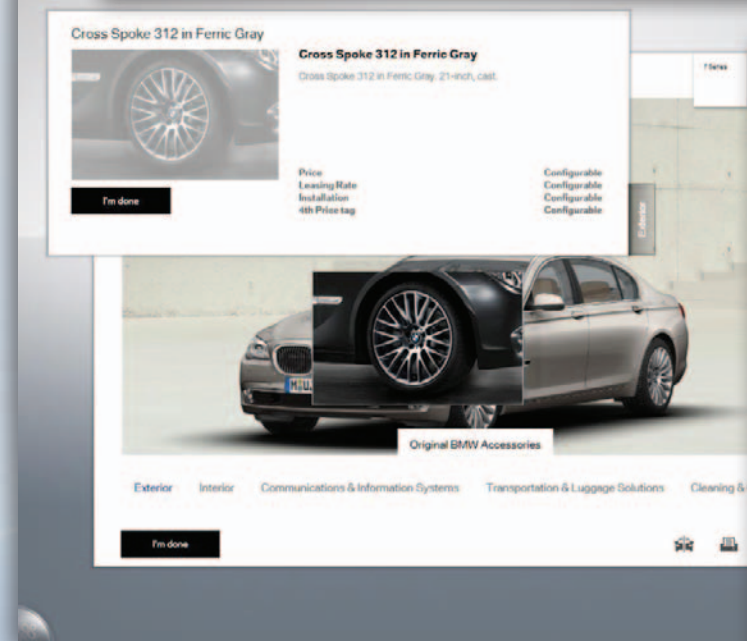 Cross Spoke 312 in Ferric Gray
Cross Spoke 312 in Ferric Gray
Cross Spoke 312 in Ferric Gray. 21-inch, cast.
Price Configurable
Leasing Rate Configurable
Installation Configurable
4th Price tag Configurable
I'm done
7 Series
Exterior
M:U
Original BMW Accessories
Exterior Interior Communications & Information Systems Transportation & Luggage Solutions Cleaning &
I'm done